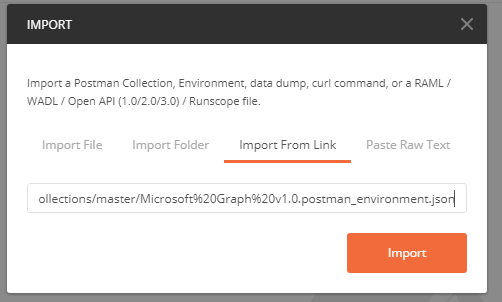 IMPORT
Import a Postman Collection, Environment, data dump, curl command, or a RAML /
WADL / Open API (1.0/2.0/3.0) / Runscope file.
Import File Import Folder Import From Link Paste Raw Text
ollections/master/Microsoft%20Graph%20v1.0.postman_environment.json
Import